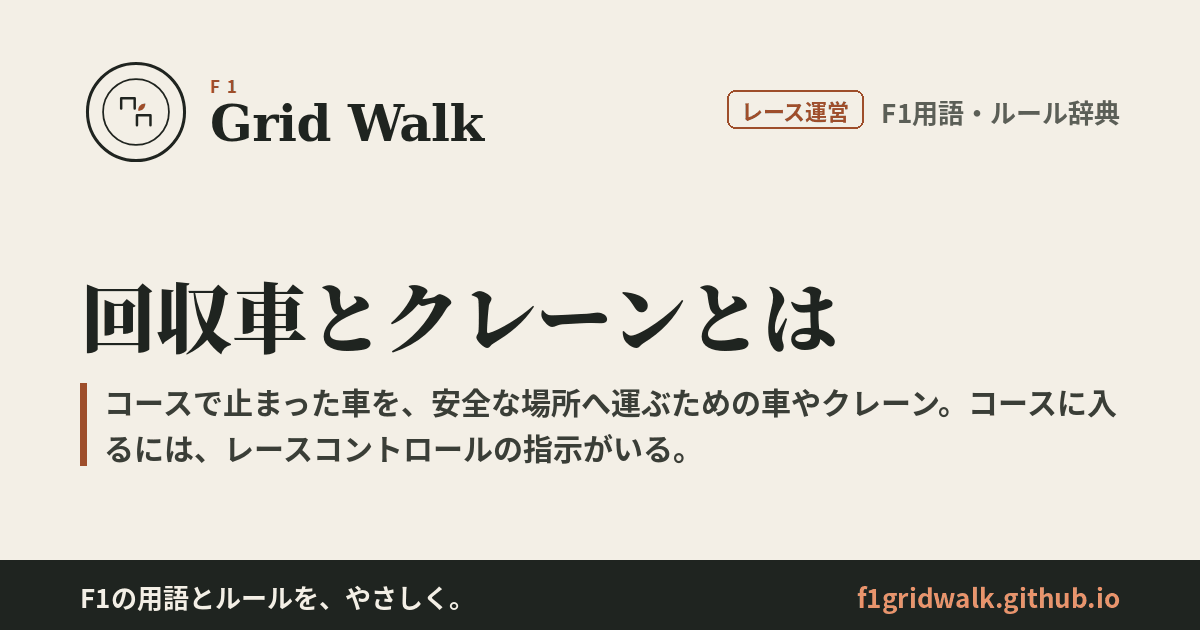 F1
Grid Walk
レース運営
F1用語・ルール辞典
回収車とクレーンとは
コースで止まった車を、安全な場所へ運ぶための車やクレーン。コースに入
るには、レースコントロールの指示がいる。
F1の用語とルールを、やさしく。
f1gridwalk.github.io